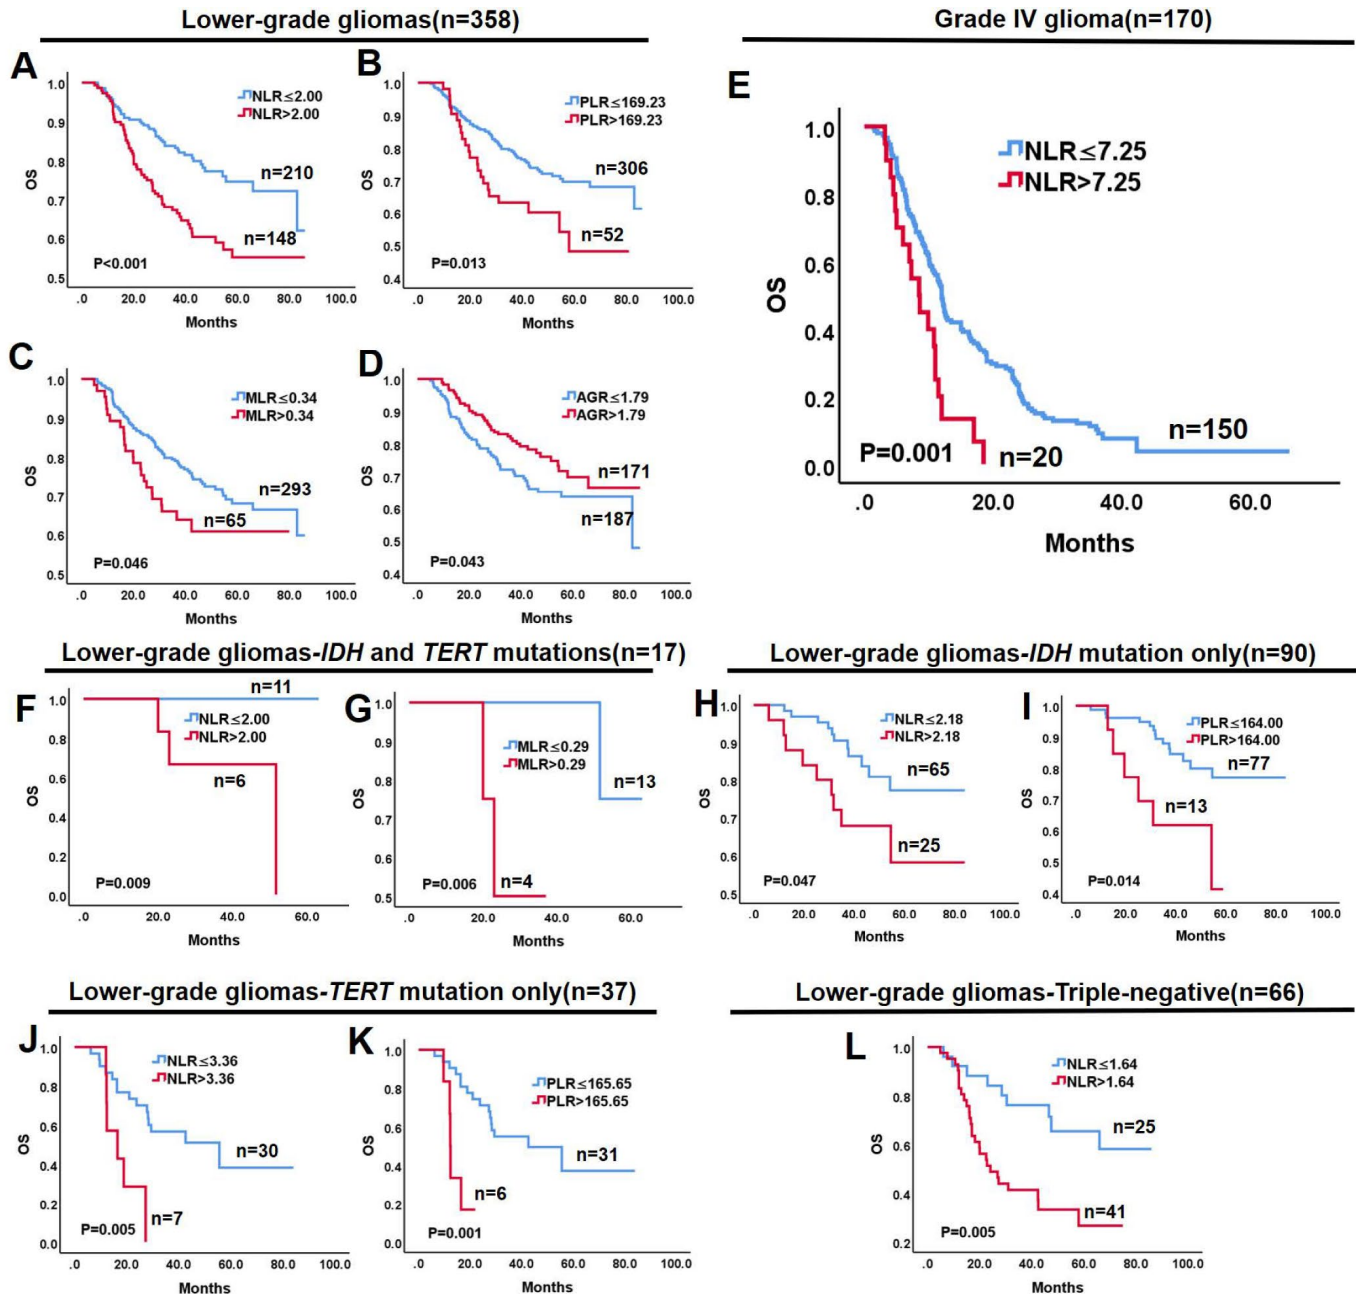 Lower-grade gliomas(n=358)
Grade IV glioma(n=170)
A
1.0
0.9
0.8
0.7
0.6
0.5
OS
NLR≤2.00
NLR>2.00
n=210
n=148
P<0.001
.0 20.0 40.0 60.0 80.0 100.0
Months
B
1.0
0.9
0.8
0.7
0.6
0.5
0.4
OS
PLR≤169.23
PLR>169.23
n=306
n=52
P=0.013
.0 20.0 40.0 60.0 80.0 100.0
Months
C
1.0
0.9
0.8
0.7
0.6
0.5
OS
MLR≤0.34
MLR>0.34
n=293
n=65
P=0.046
.0 20.0 40.0 60.0 80.0 100.0
Months
D
1.0
0.9
0.8
0.7
0.6
0.5
0.4
OS
AGR≤1.79
AGR>1.79
n=171
n=187
P=0.043
.0 20.0 40.0 60.0 80.0 100.0
Months
E
1.0
0.8
0.6
0.4
0.2
0.0
OS
NLR≤7.25
NLR>7.25
n=150
P=0.001
n=20
.0 20.0 40.0 60.0
Months
Lower-grade gliomas-IDH and TERT mutations(n=17)
Lower-grade gliomas-IDH mutation only(n=90)
F
1.0
0.8
0.6
0.4
0.2
0.0
OS
n=11
NLR≤2.00
NLR>2.00
n=6
P=0.009
.0 20.0 40.0 60.0
Months
G
1.0
0.9
0.8
0.7
0.6
0.5
OS
MLR≤0.29
MLR>0.29
n=13
n=4
P=0.006
.0 20.0 40.0 60.0
Months
H
1.0
0.9
0.8
0.7
0.6
0.5
OS
NLR≤2.18
NLR>2.18
n=65
n=25
P=0.047
.0 20.0 40.0 60.0 80.0 100.0
Months
I
1.0
0.9
0.8
0.7
0.6
0.5
0.4
OS
PLR≤164.00
PLR>164.00
n=77
n=13
P=0.014
.0 20.0 40.0 60.0 80.0 100.0
Months
Lower-grade gliomas-TERT mutation only(n=37)
Lower-grade gliomas-Triple-negative(n=66)
J
1.0
0.8
0.6
0.4
0.2
0.0
OS
NLR≤3.36
NLR>3.36
n=30
n=7
P=0.005
.0 20.0 40.0 60.0 80.0 100.0
Months
K
1.0
0.8
0.6
0.4
0.2
0.0
OS
PLR≤165.65
PLR>165.65
n=31
n=6
P=0.001
.0 20.0 40.0 60.0 80.0 100.0
Months
L
1.0
0.8
0.6
0.4
0.2
OS
NLR≤1.64
NLR>1.64
n=25
n=41
P=0.005
.0 20.0 40.0 60.0 80.0 100.0
Months